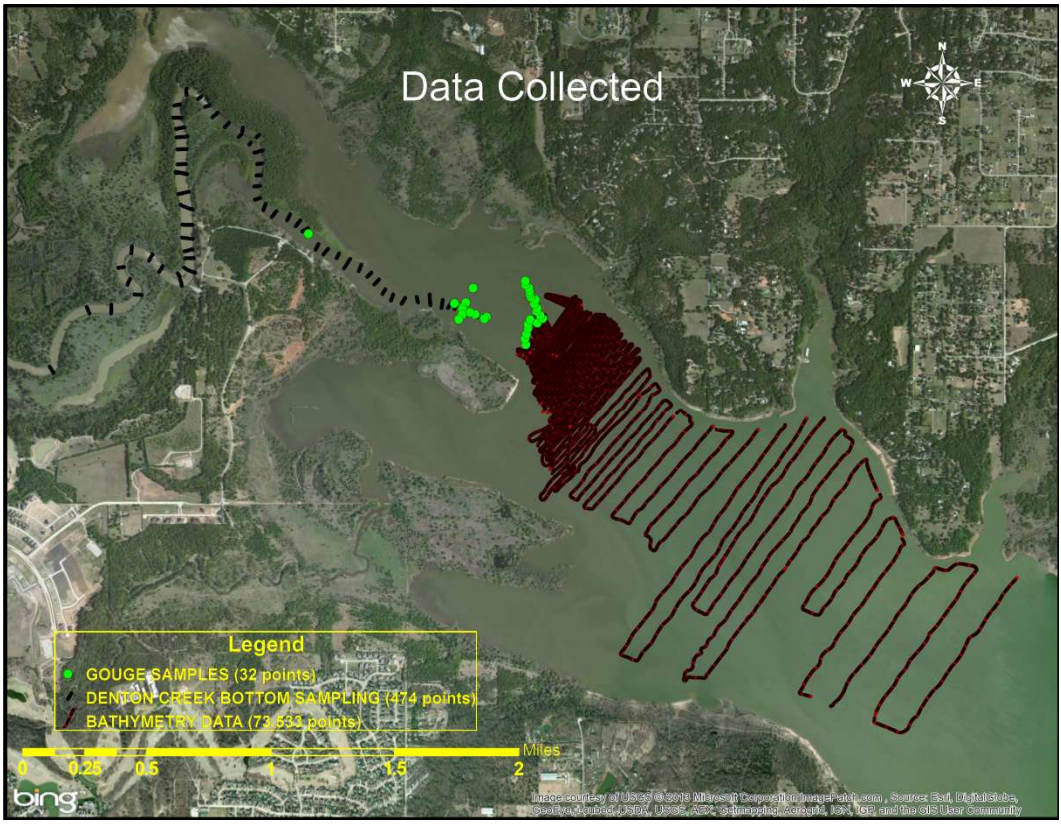 Data Collected
N
W E
S
Legend
GOUGE SAMPLES (32 points)
DENTON CREEK BOTTOM SAMPLING (474 points)
BATHYMETRY DATA (73,533 points)
Miles
0 0.25 0.5 1 1.5 2
bing
Image courtesy of USGS © 2013 Microsoft Corporation ImagePatch.com , Source: Esri, DigitalGlobe,
GeoEye, i-cubed, USDA, USGS, AEX, Getmapping, Aerogrid, IGN, IGP, and the GIS User Community